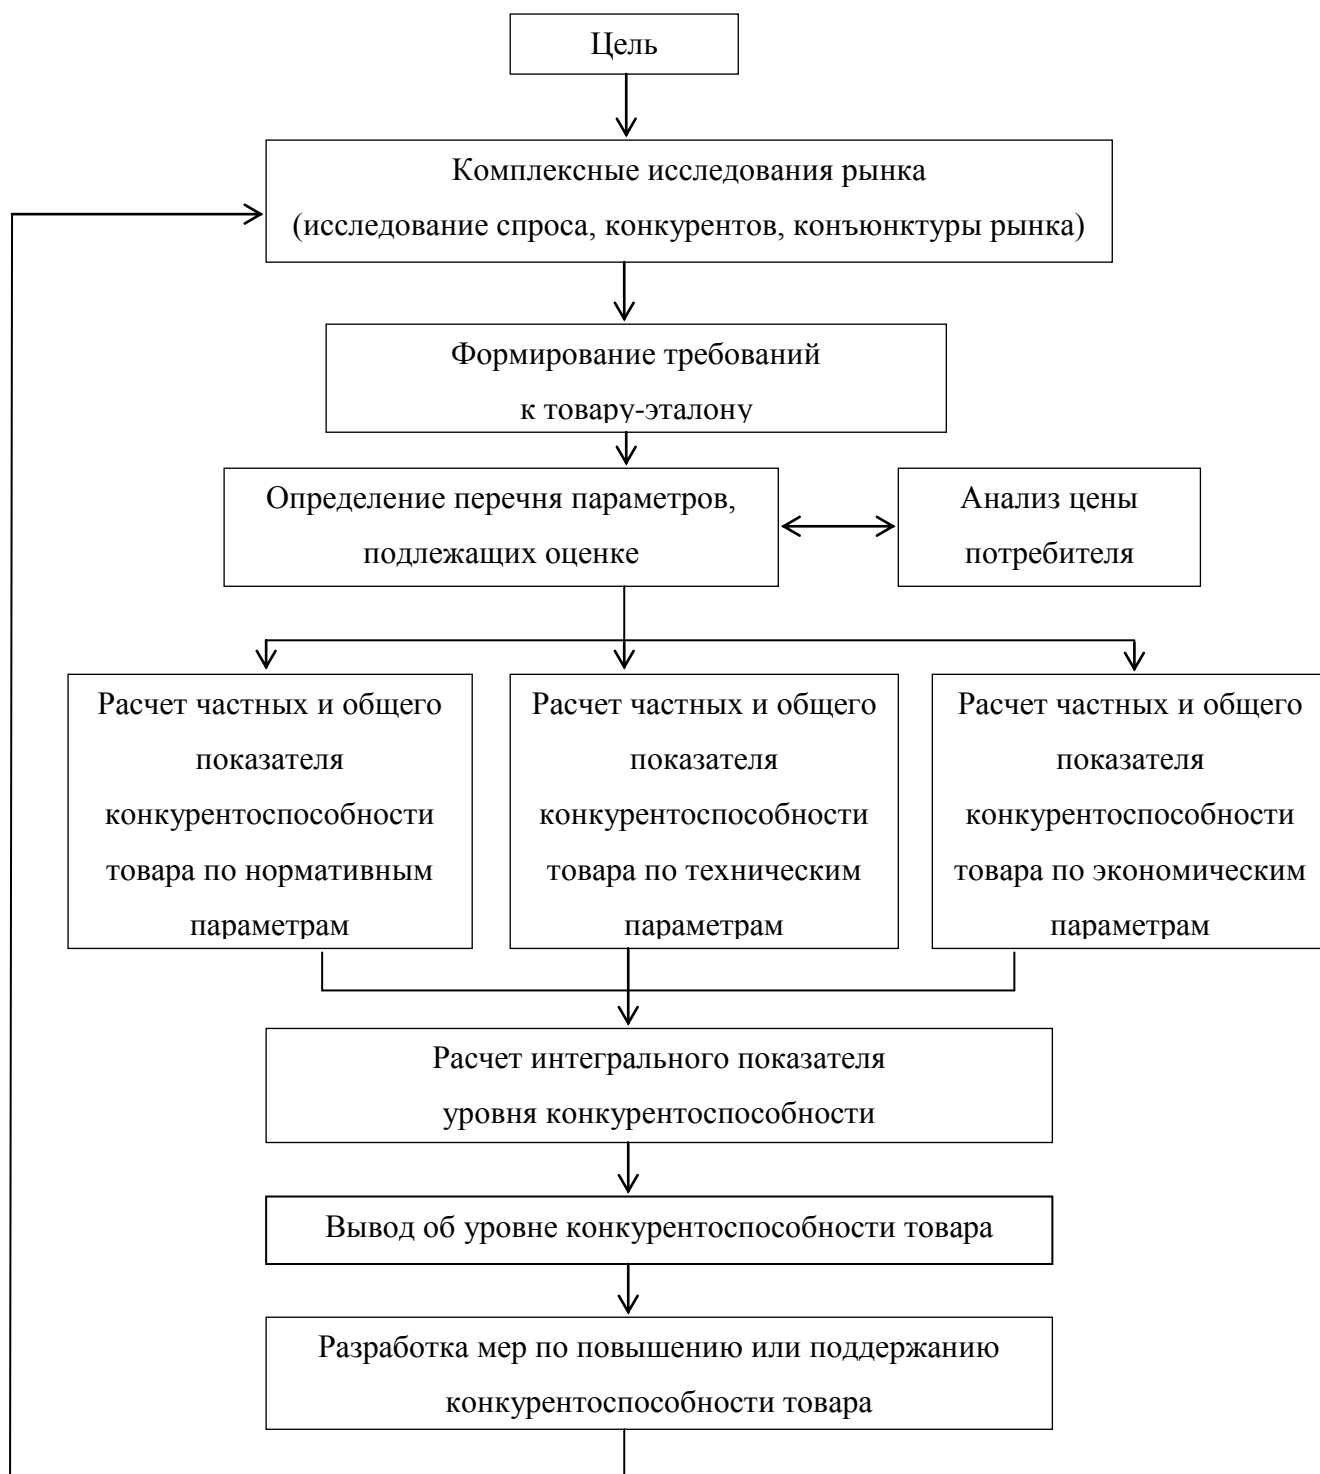 Цель
Комплексные исследования рынка
(исследование спроса, конкурентов, конъюнктуры рынка)
Формирование требований
к товару-эталону
Определение перечня параметров,
подлежащих оценке
Анализ цены
потребителя
Расчет частных и общего
показателя
конкурентоспособности
товара по нормативным
параметрам
Расчет частных и общего
показателя
конкурентоспособности
товара по техническим
параметрам
Расчет частных и общего
показателя
конкурентоспособности
товара по экономическим
параметрам
Расчет интегрального показателя
уровня конкурентоспособности
Вывод об уровне конкурентоспособности товара
Разработка мер по повышению или поддержанию
конкурентоспособности товара